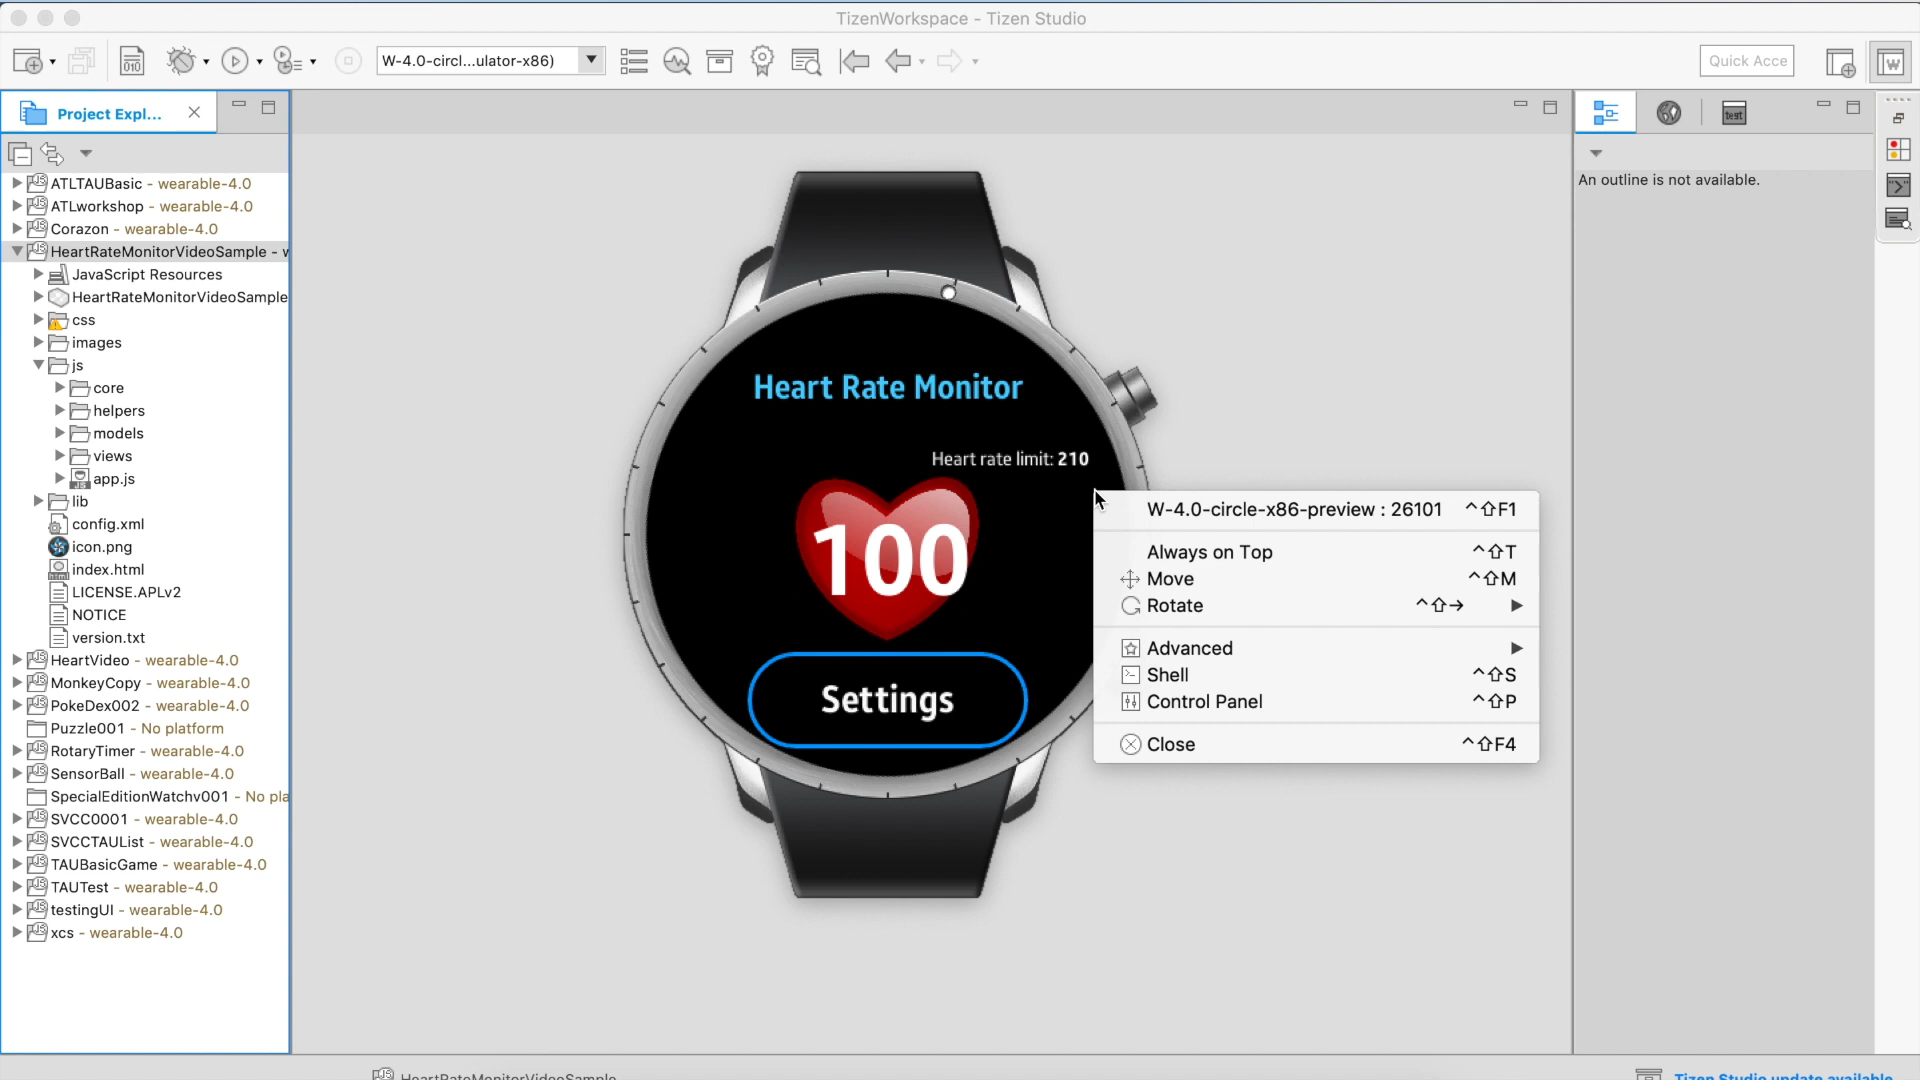 TizenWorkspace - Tizen Studio
W-4.0-circl...ulator-x86)
Quick Acce
Project Expl...
ATLTAUBasic - wearable-4.0
ATLworkshop - wearable-4.0
Corazon - wearable-4.0
HeartRateMonitorVideoSample - w
JavaScript Resources
HeartRateMonitorVideoSample
css
images
js
core
helpers
models
views
app.js
lib
config.xml
icon.png
index.html
LICENSE.APLv2
NOTICE
version.txt
HeartVideo - wearable-4.0
MonkeyCopy - wearable-4.0
PokeDex002 - wearable-4.0
Puzzle001 - No platform
RotaryTimer - wearable-4.0
SensorBall - wearable-4.0
SpecialEditionWatchv001 - No pla
SVCC0001 - wearable-4.0
SVCCTAUList - wearable-4.0
TAUBasicGame - wearable-4.0
TAUTest - wearable-4.0
testingUI - wearable-4.0
xcs - wearable-4.0
Heart Rate Monitor
Heart rate limit: 210
100
Settings
W-4.0-circle-x86-preview : 26101 ^⇧F1
Always on Top ^⇧T
Move ^⇧M
Rotate ^⇧→
Advanced
Shell ^⇧S
Control Panel ^⇧P
Close ^⇧F4
test
An outline is not available.
HeartRateMonitorVideoSample
Tizen Studio update available